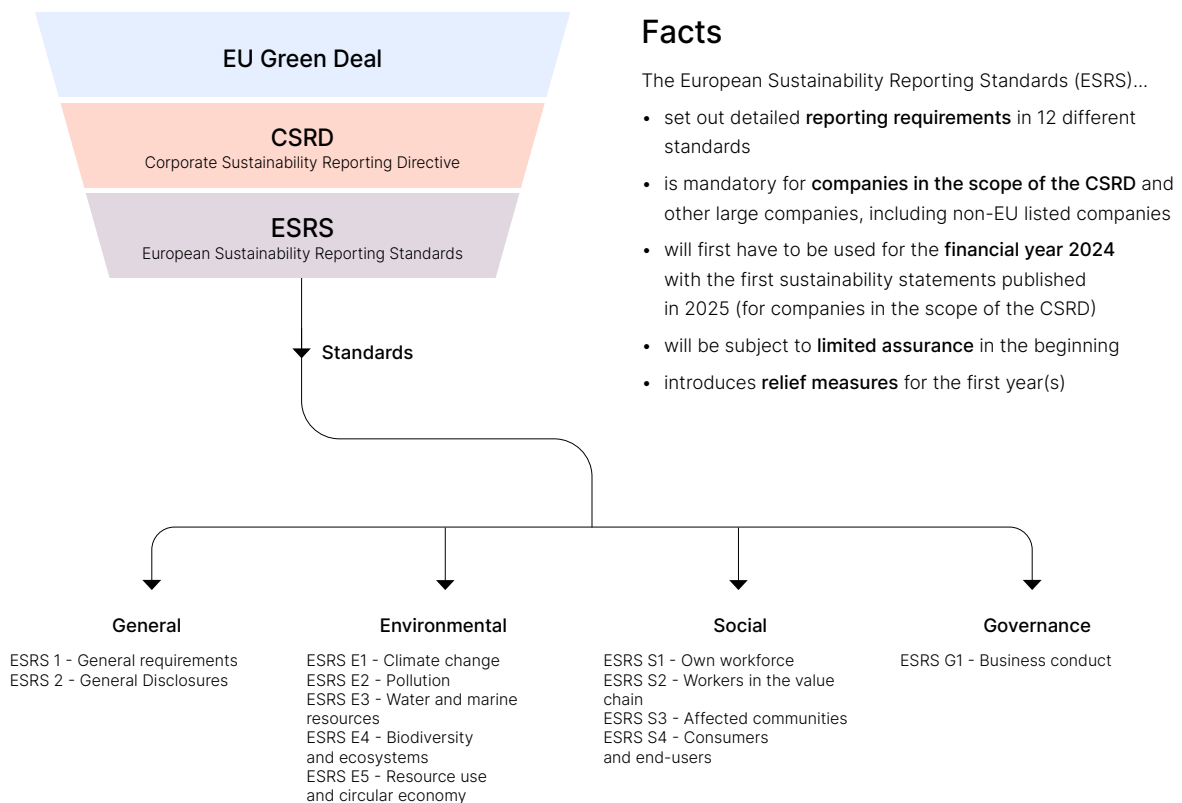 EU Green Deal
CSRD
Corporate Sustainability Reporting Directive
ESRS
European Sustainability Reporting Standards
Standards
Facts
The European Sustainability Reporting Standards (ESRS)...
• set out detailed reporting requirements in 12 different
standards
• is mandatory for companies in the scope of the CSRD and
other large companies, including non-EU listed companies
• will first have to be used for the financial year 2024
with the first sustainability statements published
in 2025 (for companies in the scope of the CSRD)
• will be subject to limited assurance in the beginning
• introduces relief measures for the first year(s)
General
ESRS 1 - General requirements
ESRS 2 - General Disclosures
Environmental
ESRS E1 - Climate change
ESRS E2 - Pollution
ESRS E3 - Water and marine
resources
ESRS E4 - Biodiversity
and ecosystems
ESRS E5 - Resource use
and circular economy
Social
ESRS S1 - Own workforce
ESRS S2 - Workers in the value
chain
ESRS S3 - Affected communities
ESRS S4 - Consumers
and end-users
Governance
ESRS G1 - Business conduct